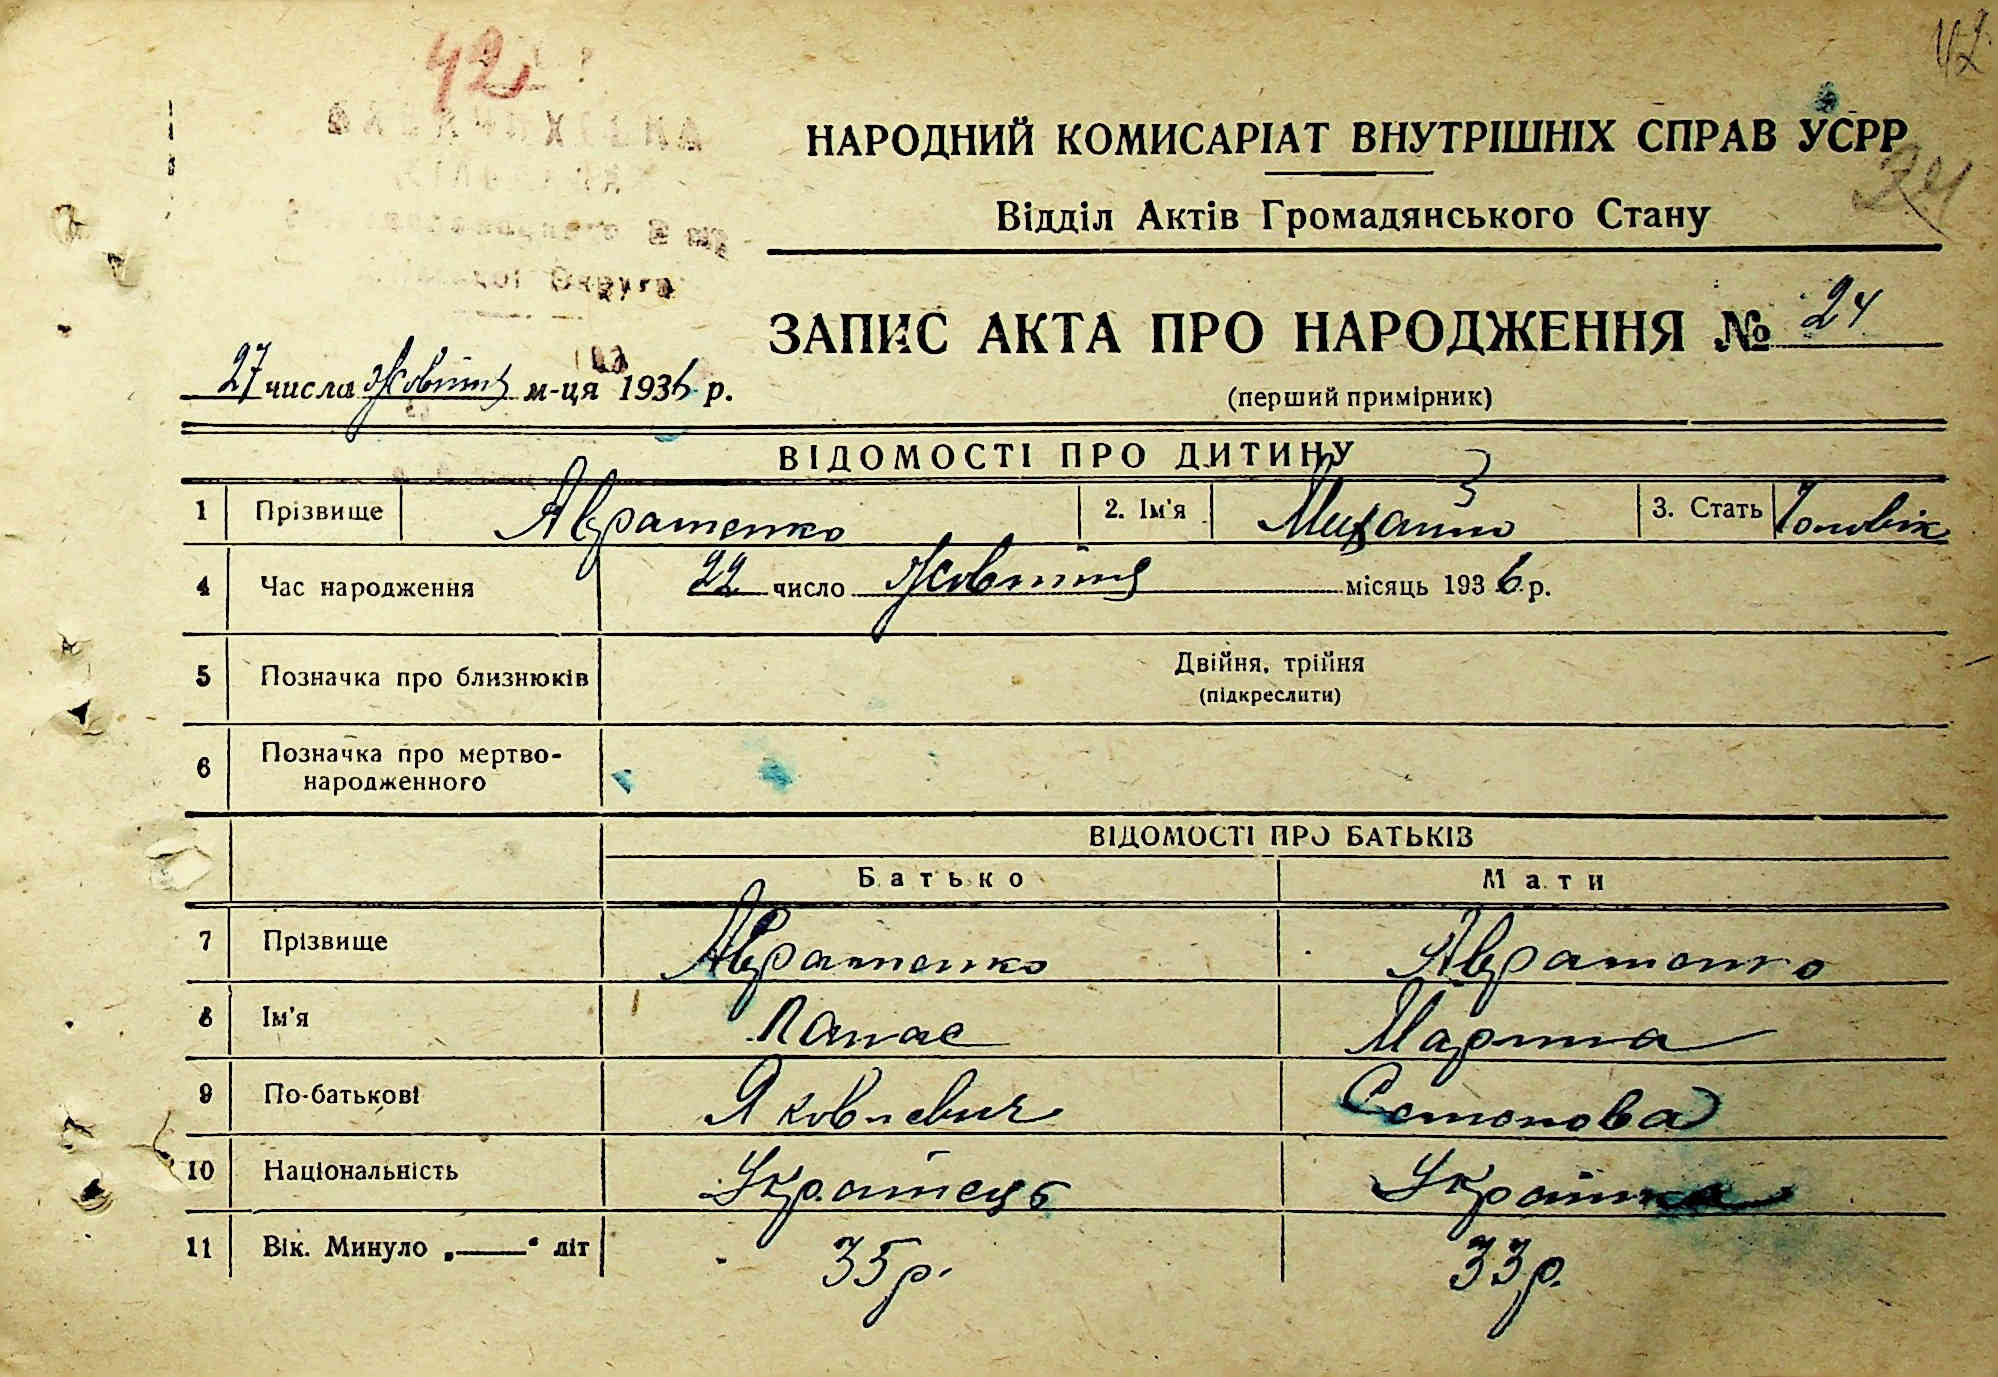 42
42
НАРОДНИЙ КОМИСАРІАТ ВНУТРІШНІХ СПРАВ УСРР
24
Відділ Актів Громадянського Стану
ЗАПИС АКТА ПРО НАРОДЖЕННЯ № 24
27 числа Жовтня м-ця 1936 р.
(перший примірник)
ВІДОМОСТІ ПРО ДИТИНУ
1 Прізвище Авраменко 2. Ім'я Михайло 3. Стать Чоловік
4 Час народження 22 число Жовтня місяць 1936 р.
5 Позначка про близнюків Двійня, трійня
(підкреслити)
6 Позначка про мертво-
народженного
ВІДОМОСТІ ПРО БАТЬКІВ
Батько Мати
7 Прізвище Авраменко Авраменко
8 Ім'я Панас Марина
9 По-батькові Яковлевич Семонова
10 Національність Українець Українка
11 Вік. Минуло „——" літ 35 р. 33 р.